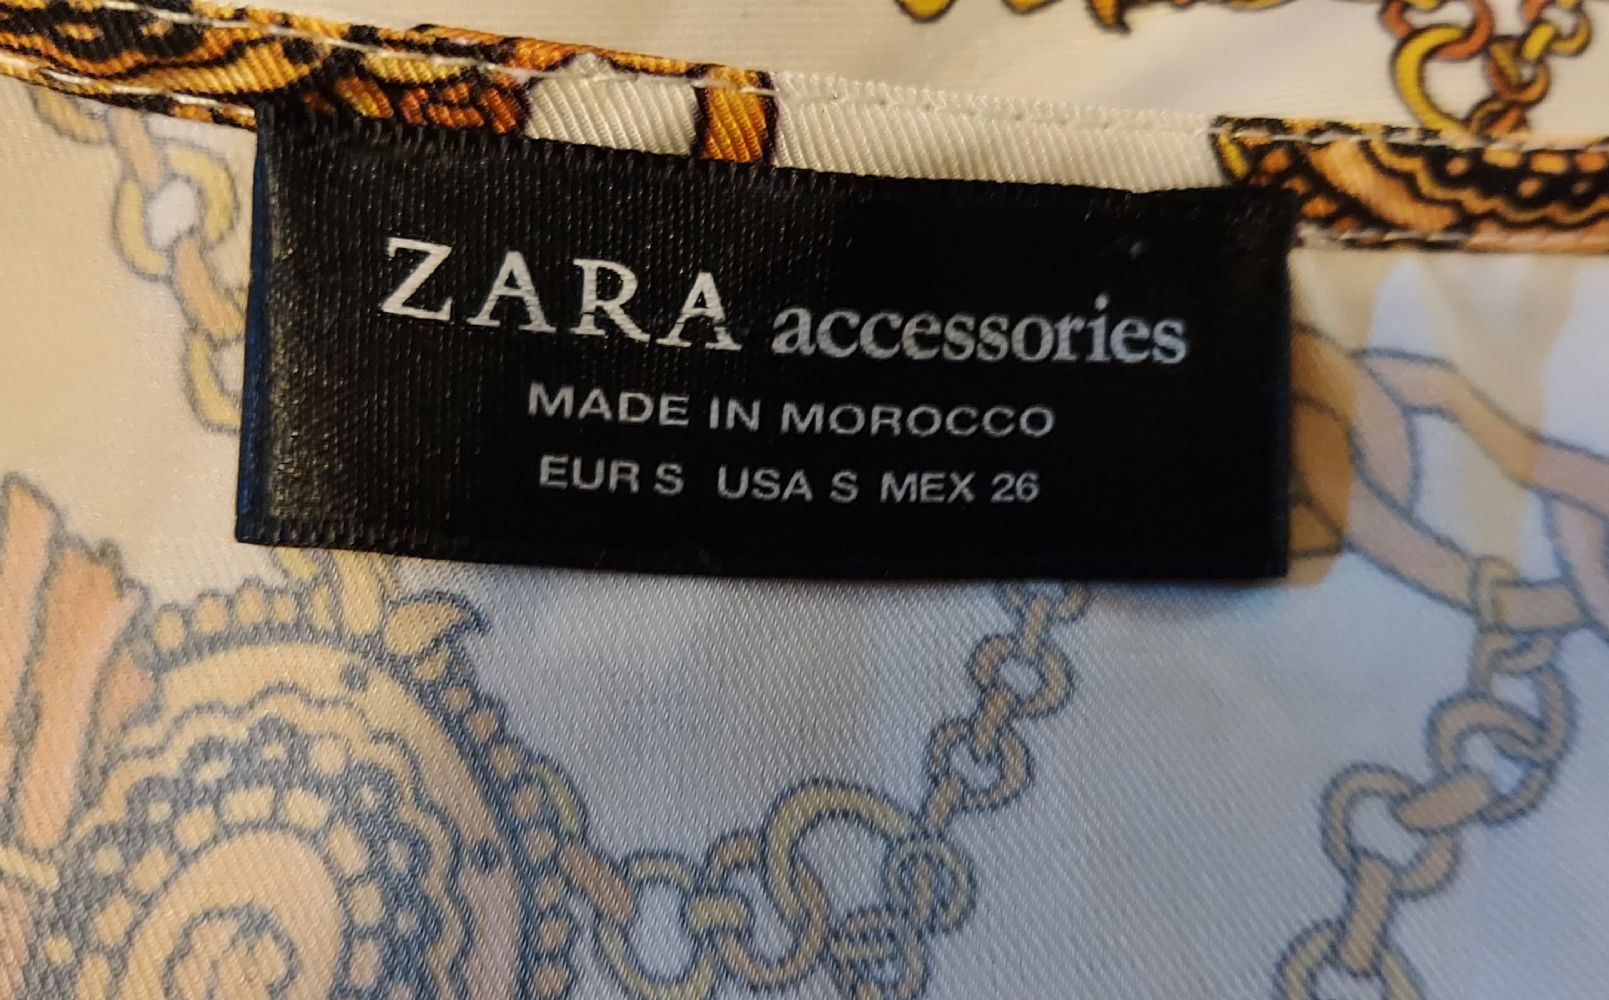 ZARA accessories
MADE IN MOROCCO
EUR S USA S MEX 26